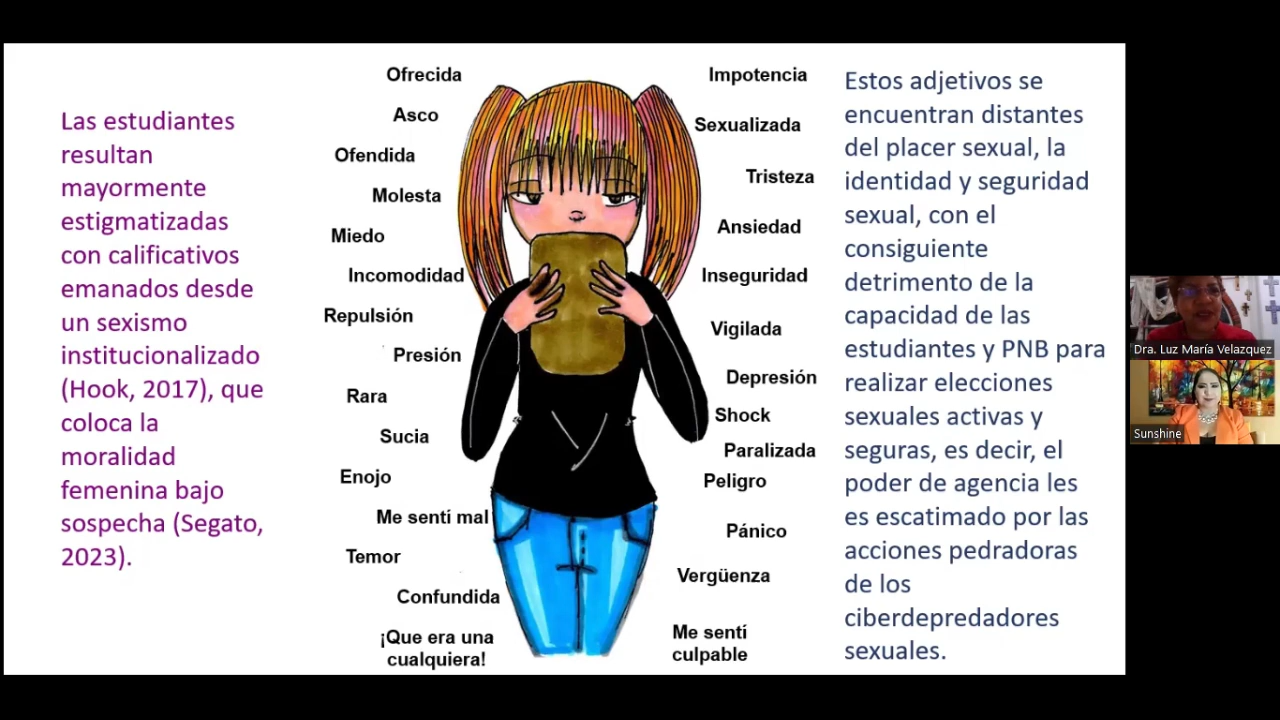 Las estudiantes
resultan
mayormente
estigmatizadas
con calificativos
emanados desde
un sexismo
institucionalizado
(Hook, 2017), que
coloca la
moralidad
femenina bajo
sospecha (Segato,
2023).
Ofrecida
Asco
Ofendida
Molesta
Miedo
Incomodidad
Repulsión
Presión
Rara
Sucia
Enojo
Me sentí mal
Temor
Confundida
¡Que era una
cualquiera!
Impotencia
Sexualizada
Tristeza
Ansiedad
Inseguridad
Vigilada
Depresión
Shock
Paralizada
Peligro
Pánico
Vergüenza
Me sentí
culpable
Estos adjetivos se
encuentran distantes
del placer sexual, la
identidad y seguridad
sexual, con el
consiguiente
detrimento de la
capacidad de las
estudiantes y PNB para
realizar elecciones
sexuales activas y
seguras, es decir, el
poder de agencia les
es escatimado por las
acciones pedradoras
de los
ciberdepredadores
sexuales.
Dra. Luz María Velazquez
Sunshine